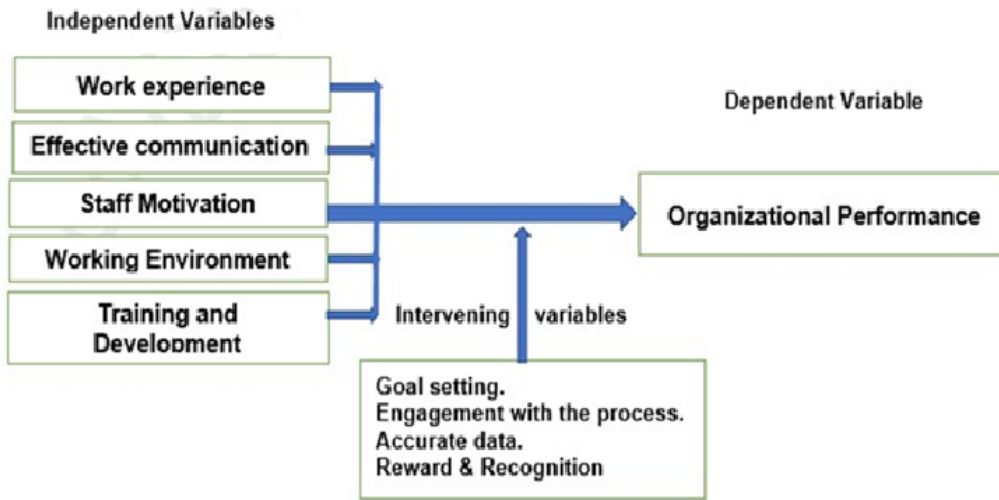 Independent Variables
Work experience
Effective communication
Staff Motivation
Working Environment
Training and
Development
Dependent Variable
Organizational Performance
Intervening variables
Goal setting.
Engagement with the process.
Accurate data.
Reward & Recognition